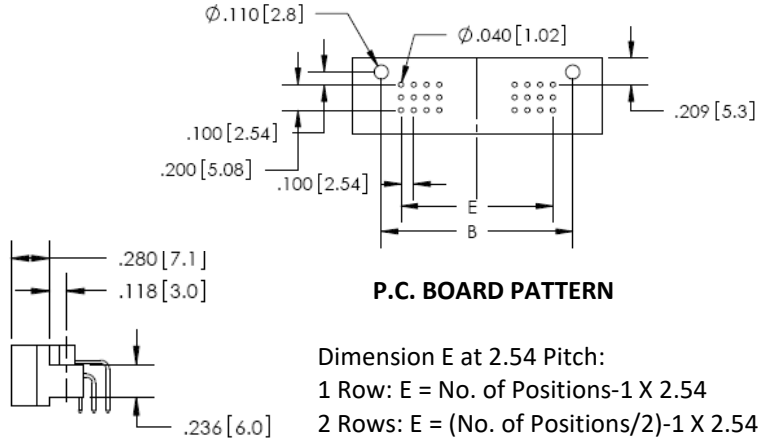 Ø.110[2.8]
Ø.040[1.02]
.209[5.3]
.100[2.54]
.200[5.08]
.100[2.54]
E
B
.280[7.1]
.118[3.0]
P.C. BOARD PATTERN
Dimension E at 2.54 Pitch:
1 Row: E = No. of Positions-1 X 2.54
2 Rows: E = (No. of Positions/2)-1 X 2.54
.236[6.0]